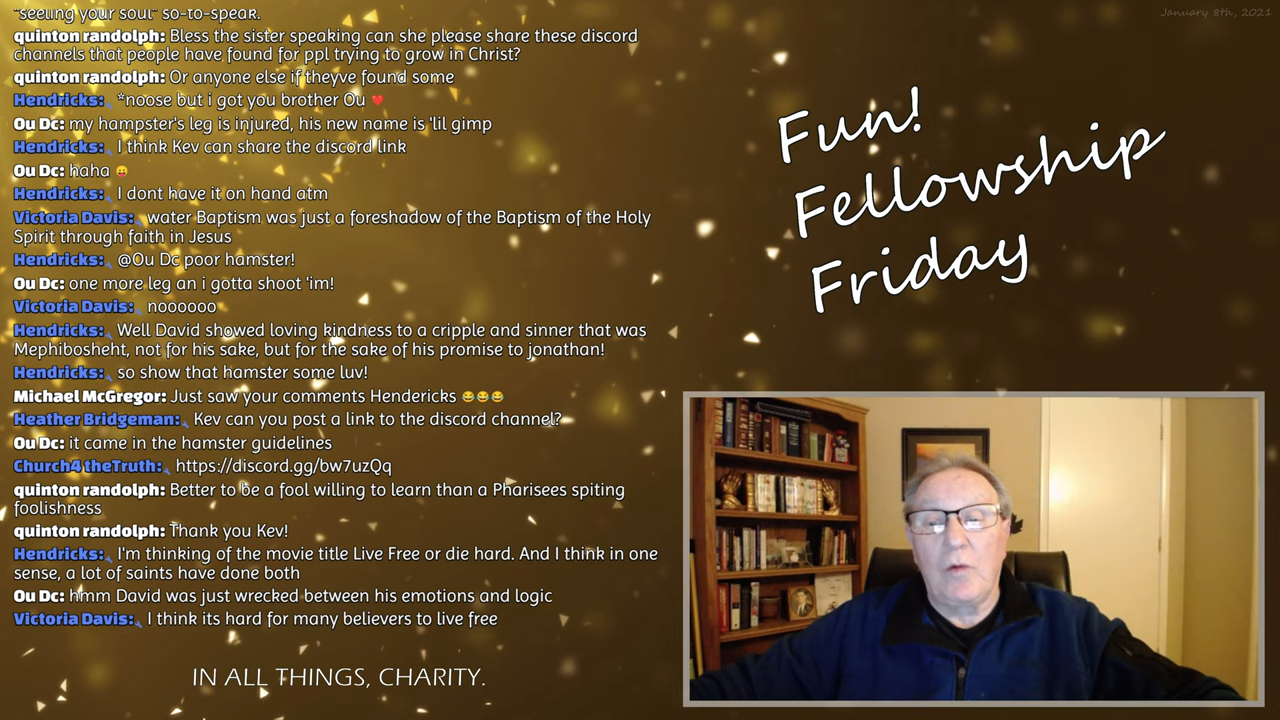 "seeing your soul" so-to-spear.
quinton randolph: Bless the sister speaking can she please share these discord
channels that people have found for ppl trying to grow in Christ?
quinton randolph: Or anyone else if theyve found some
Hendricks: *noose but i got you brother Ou ❤️
Ou Dc: my hampster's leg is injured, his new name is 'lil gimp
Hendricks: I think Kev can share the discord link
Ou Dc: haha 😛
Hendricks: I dont have it on hand atm
Victoria Davis: water Baptism was just a foreshadow of the Baptism of the Holy
Spirit through faith in Jesus
Hendricks: @Ou Dc poor hamster!
Ou Dc: one more leg an i gotta shoot 'im!
Victoria Davis: noooooo
Hendricks: Well David showed loving kindness to a cripple and sinner that was
Mephibosheht, not for his sake, but for the sake of his promise to jonathan!
Hendricks: so show that hamster some luv!
Michael McGregor: Just saw your comments Hendericks 😂😂😂
Heather Bridgeman: Kev can you post a link to the discord channel?
Ou Dc: it came in the hamster guidelines
Church4theTruth: https://discord.gg/bw7uzQq
quinton randolph: Better to be a fool willing to learn than a Pharisees spiting
foolishness
quinton randolph: Thank you Kev!
Hendricks: I'm thinking of the movie title Live Free or die hard. And I think in one
sense, a lot of saints have done both
Ou Dc: hmm David was just wrecked between his emotions and logic
Victoria Davis: I think its hard for many believers to live free
IN ALL THINGS, CHARITY.
January 8th, 2021
Fun!
Fellowship
Friday